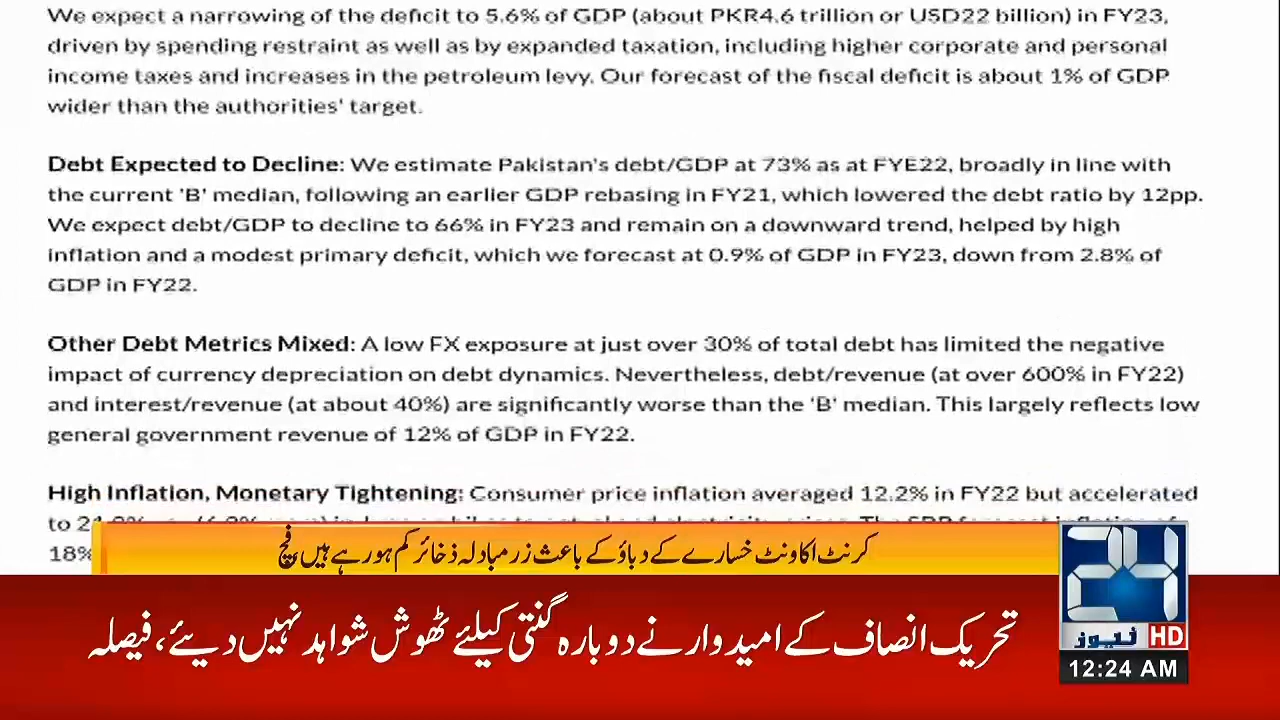 We expect a narrowing of the deficit to 5.6% of GDP (about PKR4.6 trillion or USD22 billion) in FY23,
driven by spending restraint as well as by expanded taxation, including higher corporate and personal
income taxes and increases in the petroleum levy. Our forecast of the fiscal deficit is about 1% of GDP
wider than the authorities' target.
Debt Expected to Decline: We estimate Pakistan's debt/GDP at 73% as at FYE22, broadly in line with
the current 'B' median, following an earlier GDP rebasing in FY21, which lowered the debt ratio by 12pp.
We expect debt/GDP to decline to 66% in FY23 and remain on a downward trend, helped by high
inflation and a modest primary deficit, which we forecast at 0.9% of GDP in FY23, down from 2.8% of
GDP in FY22.
Other Debt Metrics Mixed: A low FX exposure at just over 30% of total debt has limited the negative
impact of currency depreciation on debt dynamics. Nevertheless, debt/revenue (at over 600% in FY22)
and interest/revenue (at about 40%) are significantly worse than the 'B' median. This largely reflects low
general government revenue of 12% of GDP in FY22.
High Inflation, Monetary Tightening: Consumer price inflation averaged 12.2% in FY22 but accelerated
to
18%
کرنٹ اکاونٹ خسارے کے دباؤ کے باعث زرمبادلہ ذخائر کم ہو رہے ہیں فچ
تحریک انصاف کے امیدوار نے دوبارہ گنتی کیلئے ٹھوش شواہد نہیں دیئے، فیصلہ
24
نیوز HD
12:24 AM